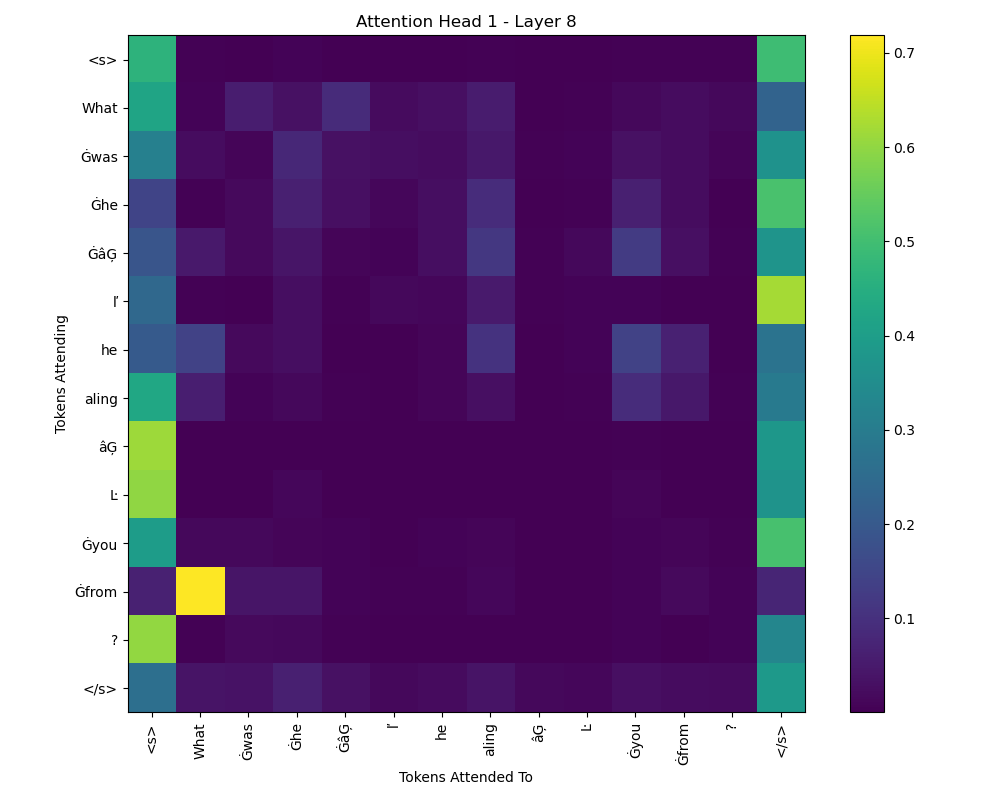 Attention Head 1 - Layer 8
Tokens Attending
<s>
What
Ġwas
Ġhe
ĠâĢ
ľ
he
aling
âĢ
Ŀ
Ġyou
Ġfrom
?
</s>
<s>
What
Ġwas
Ġhe
ĠâĢ
ľ
he
aling
âĢ
Ŀ
Ġyou
Ġfrom
?
</s>
Tokens Attended To
0.7
0.6
0.5
0.4
0.3
0.2
0.1